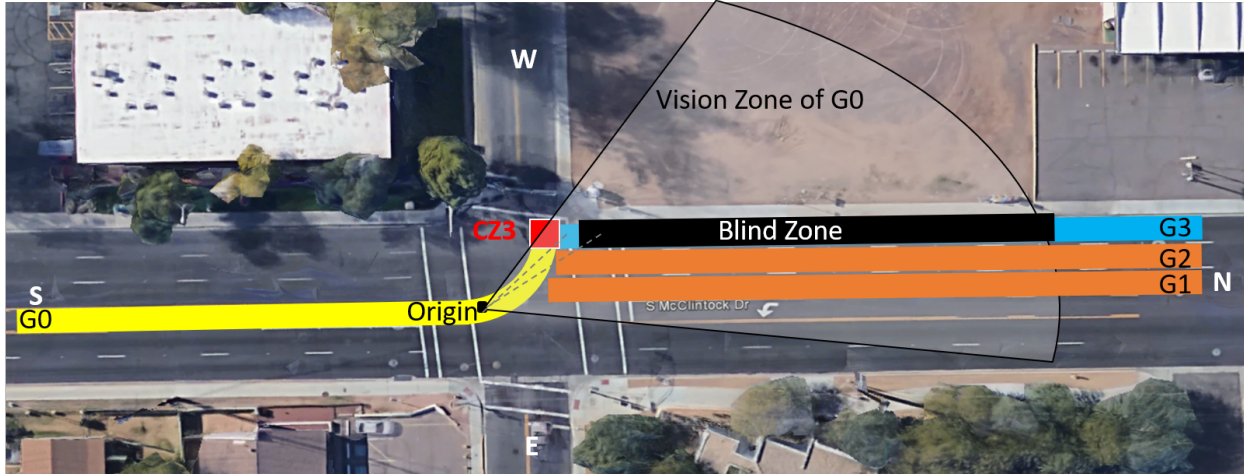 W
Vision Zone of G0
CZ3
Blind Zone
G3
G2
G1
N
S
G0
Origin
S McClintock Dr
E